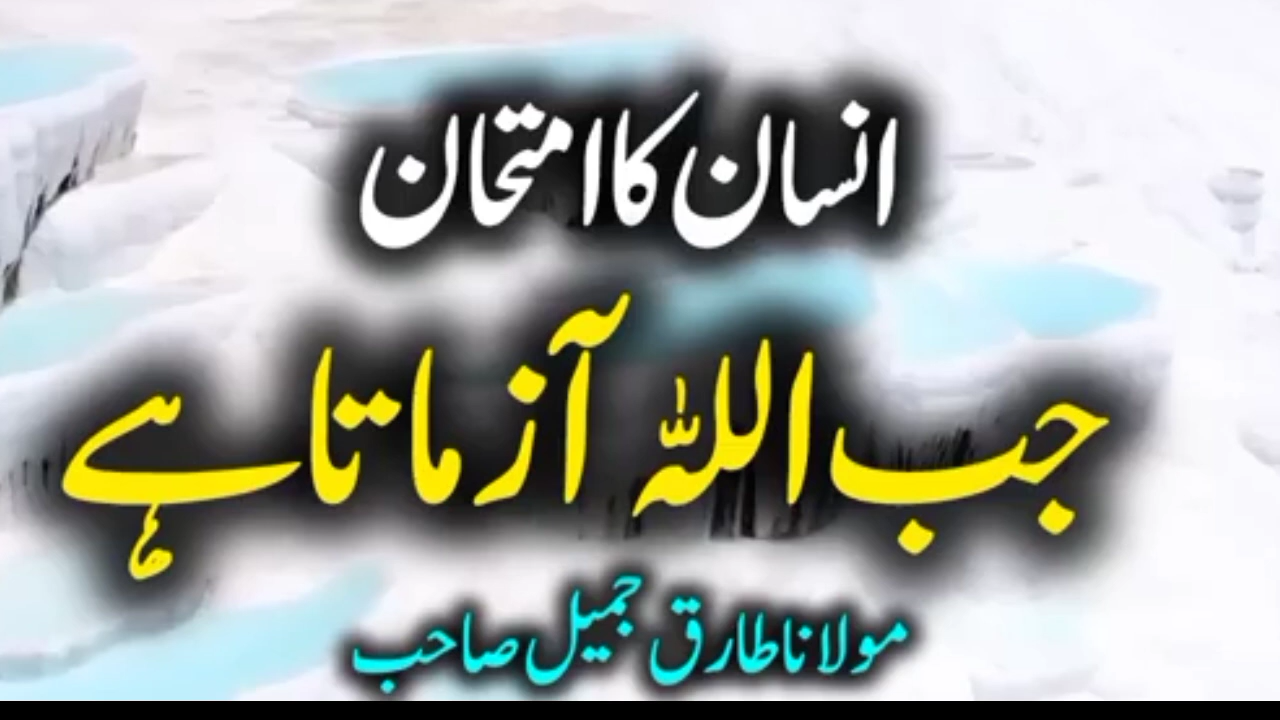 انسان کا امتحان
جب اللہ آزماتا ہے
مولانا طارق جمیل صاحب